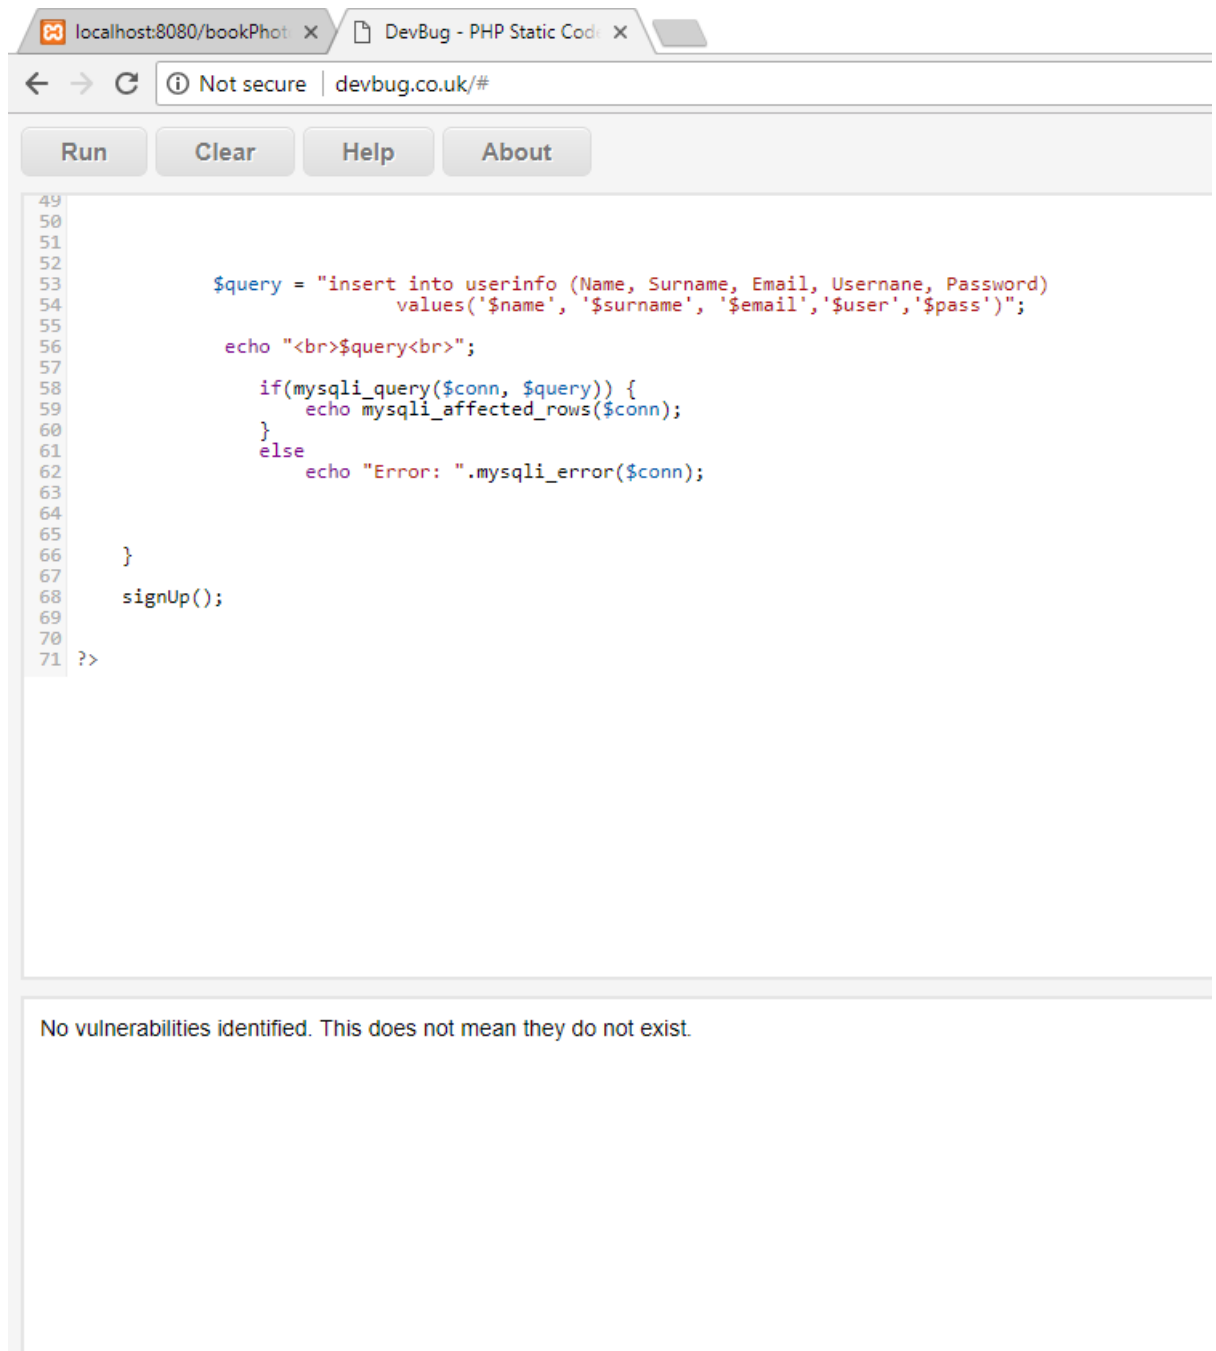 localhost:8080/bookPhot
DevBug - PHP Static Cod
Not secure | devbug.co.uk/#
Run Clear Help About
49
50
51
52
53 $query = "insert into userinfo (Name, Surname, Email, Usernane, Password)
54 values('$name', '$surname', '$email','$user','$pass')";
55
56 echo "<br>$query<br>";
57
58 if(mysqli_query($conn, $query)) {
59 echo mysqli_affected_rows($conn);
60 }
61 else
62 echo "Error: ".mysqli_error($conn);
63
64
65
66 }
67
68 signUp();
69
70
71 ?>
No vulnerabilities identified. This does not mean they do not exist.